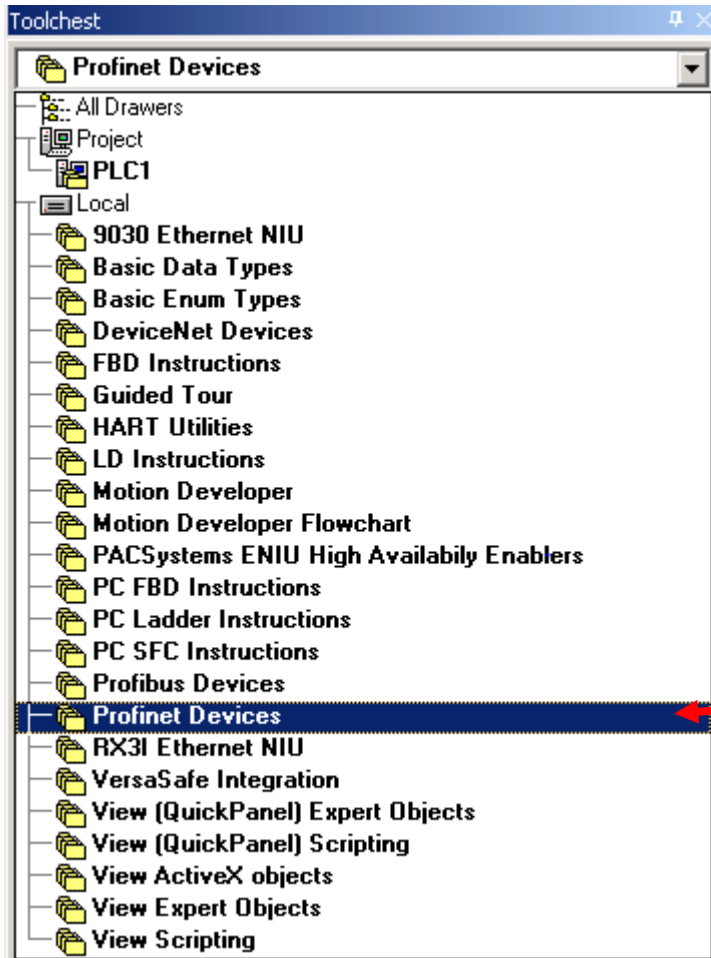 Toolchest
Profinet Devices
All Drawers
Project
PLC1
Local
9030 Ethernet NIU
Basic Data Types
Basic Enum Types
DeviceNet Devices
FBD Instructions
Guided Tour
HART Utilities
LD Instructions
Motion Developer
Motion Developer Flowchart
PACSystems ENIU High Availabily Enablers
PC FBD Instructions
PC Ladder Instructions
PC SFC Instructions
Profibus Devices
Profinet Devices
RX3I Ethernet NIU
VersaSafe Integration
View (QuickPanel) Expert Objects
View (QuickPanel) Scripting
View ActiveX objects
View Expert Objects
View Scripting